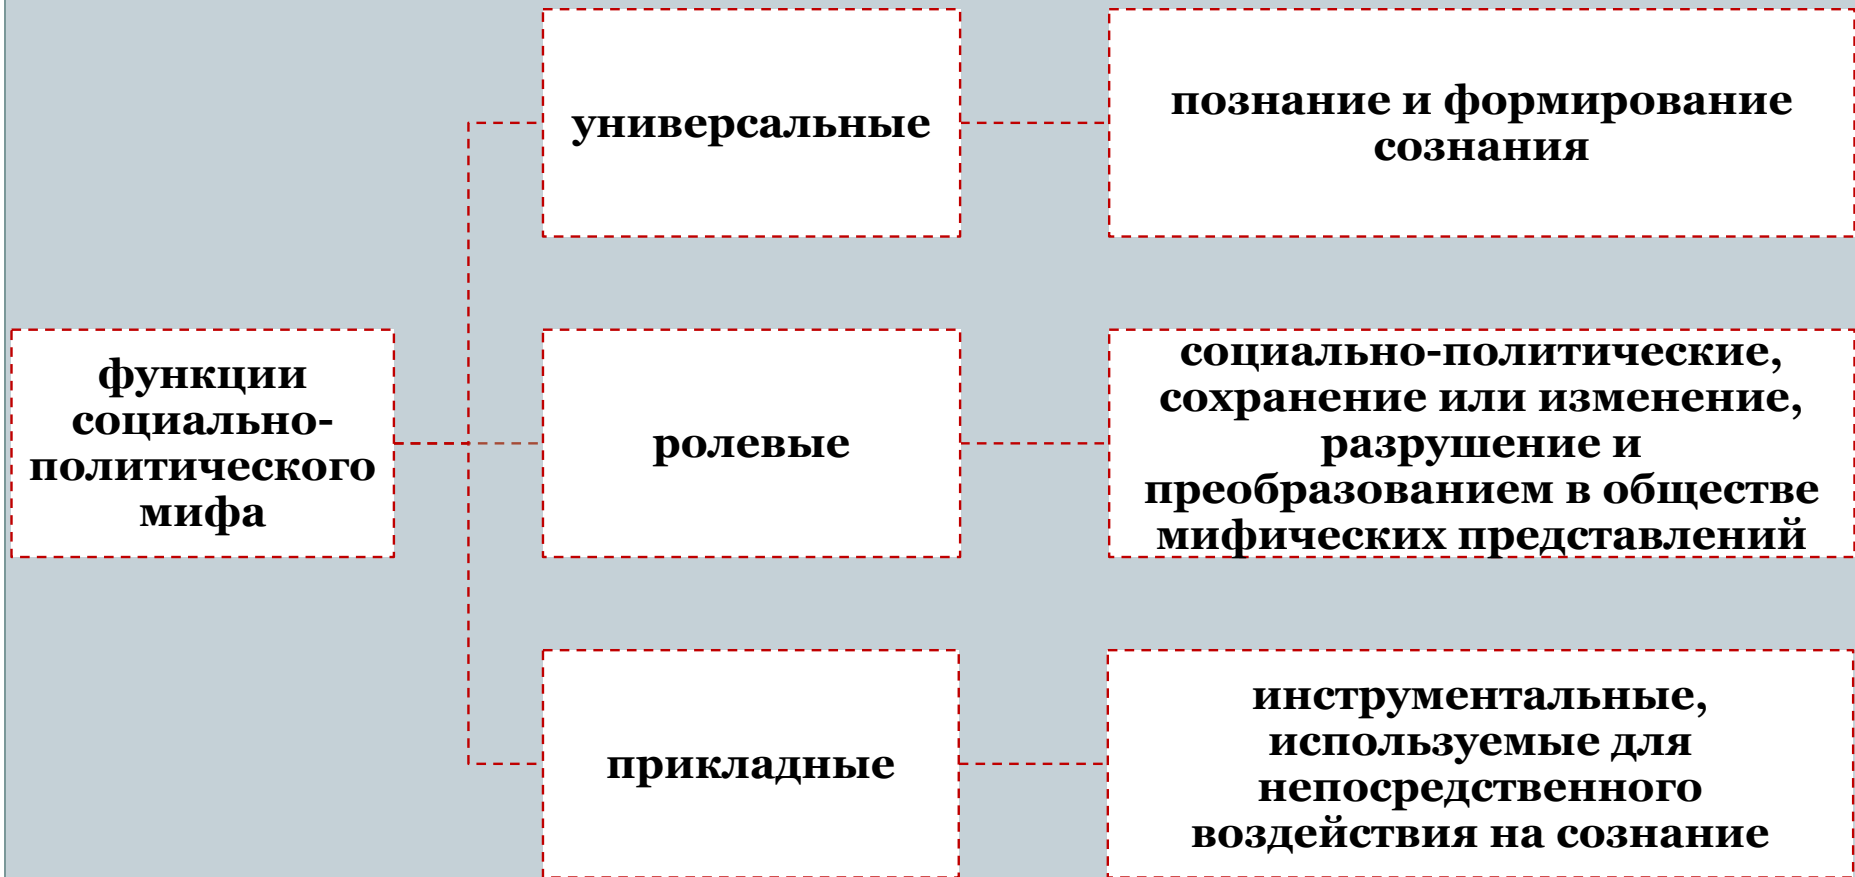 универсальные
познание и формирование
сознания
функции
социально-
политического
мифа
ролевые
социально-политические,
сохранение или изменение,
разрушение и
преобразованием в обществе
мифических представлений
прикладные
инструментальные,
используемые для
непосредственного
воздействия на сознание